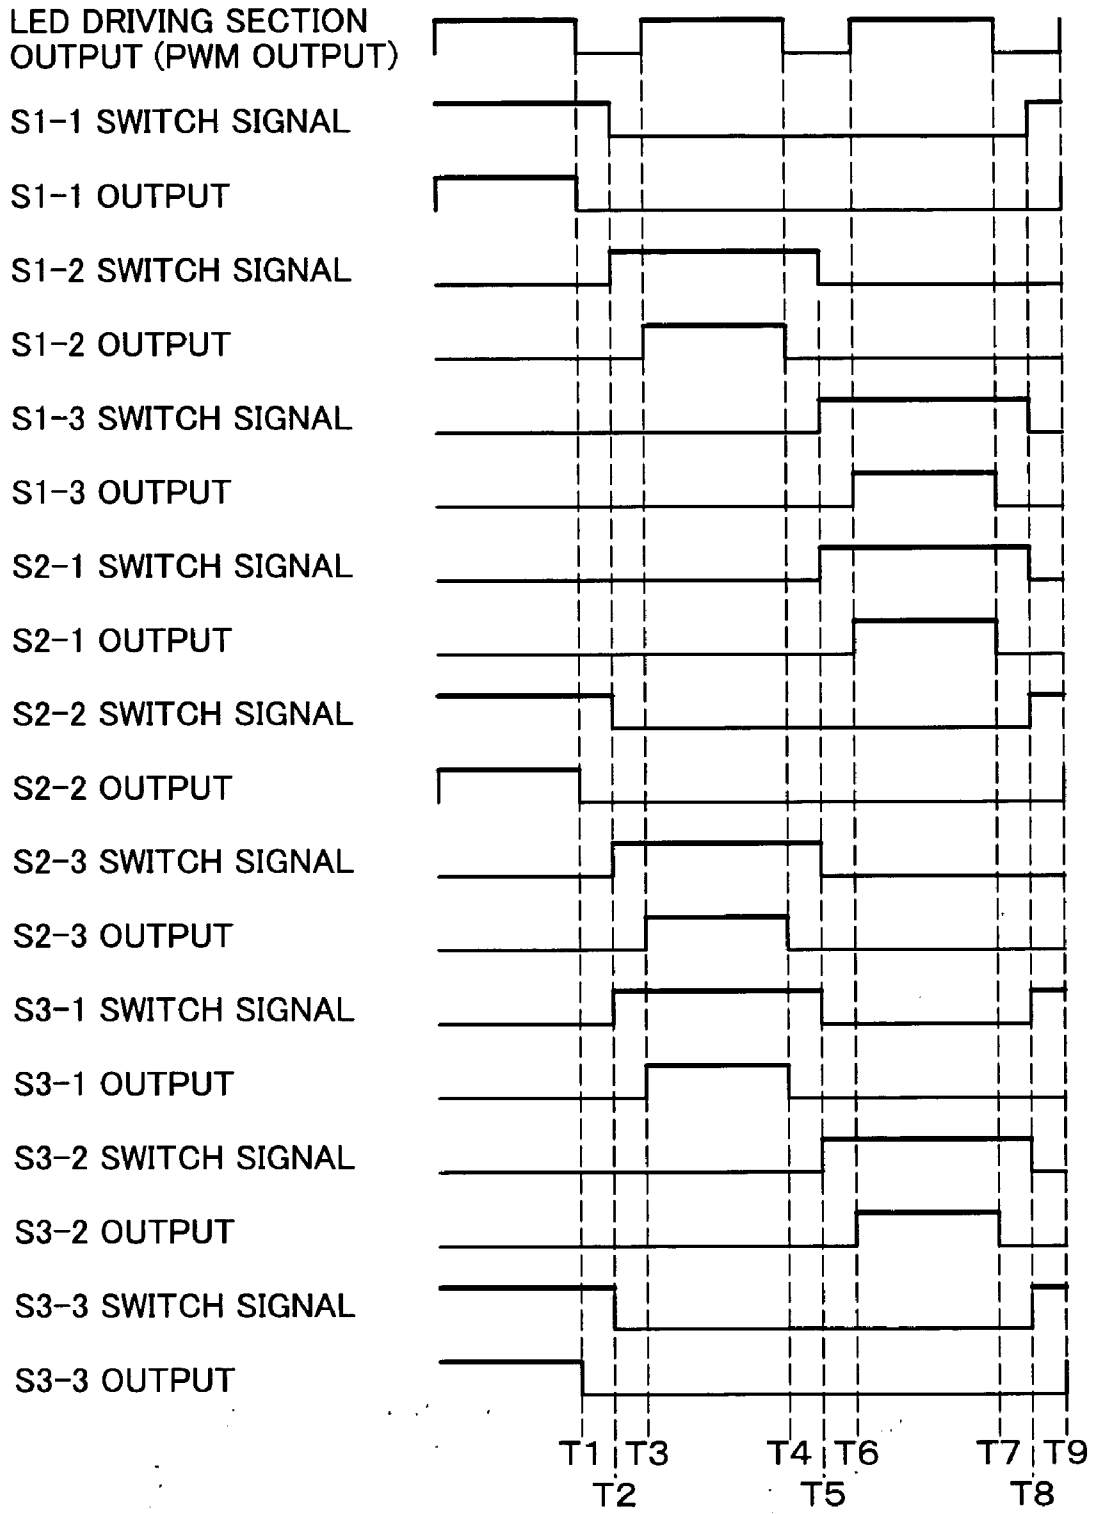 LED DRIVING SECTION
OUTPUT (PWM OUTPUT)
S1-1 SWITCH SIGNAL
S1-1 OUTPUT
S1-2 SWITCH SIGNAL
S1-2 OUTPUT
S1-3 SWITCH SIGNAL
S1-3 OUTPUT
S2-1 SWITCH SIGNAL
S2-1 OUTPUT
S2-2 SWITCH SIGNAL
S2-2 OUTPUT
S2-3 SWITCH SIGNAL
S2-3 OUTPUT
S3-1 SWITCH SIGNAL
S3-1 OUTPUT
S3-2 SWITCH SIGNAL
S3-2 OUTPUT
S3-3 SWITCH SIGNAL
S3-3 OUTPUT
T1 T3 T4 T6 T7 T9
T2 T5 T8